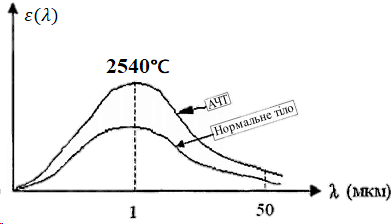 ε(λ)
2540℃
АЧТ
Нормальне тіло
1
50
λ (мкм)